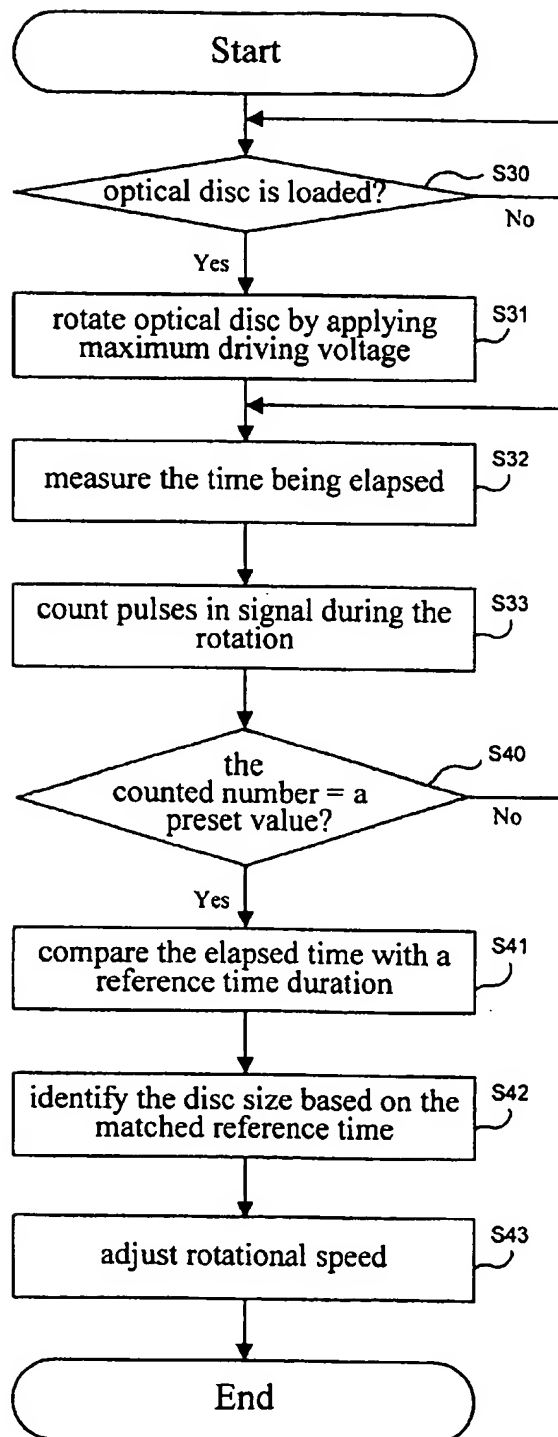 Start
optical disc is loaded?
S30
No
Yes
rotate optical disc by applying
maximum driving voltage
S31
measure the time being elapsed
S32
count pulses in signal during the
rotation
S33
the
counted number = a
preset value?
S40
No
Yes
compare the elapsed time with a
reference time duration
S41
identify the disc size based on the
matched reference time
S42
adjust rotational speed
S43
End